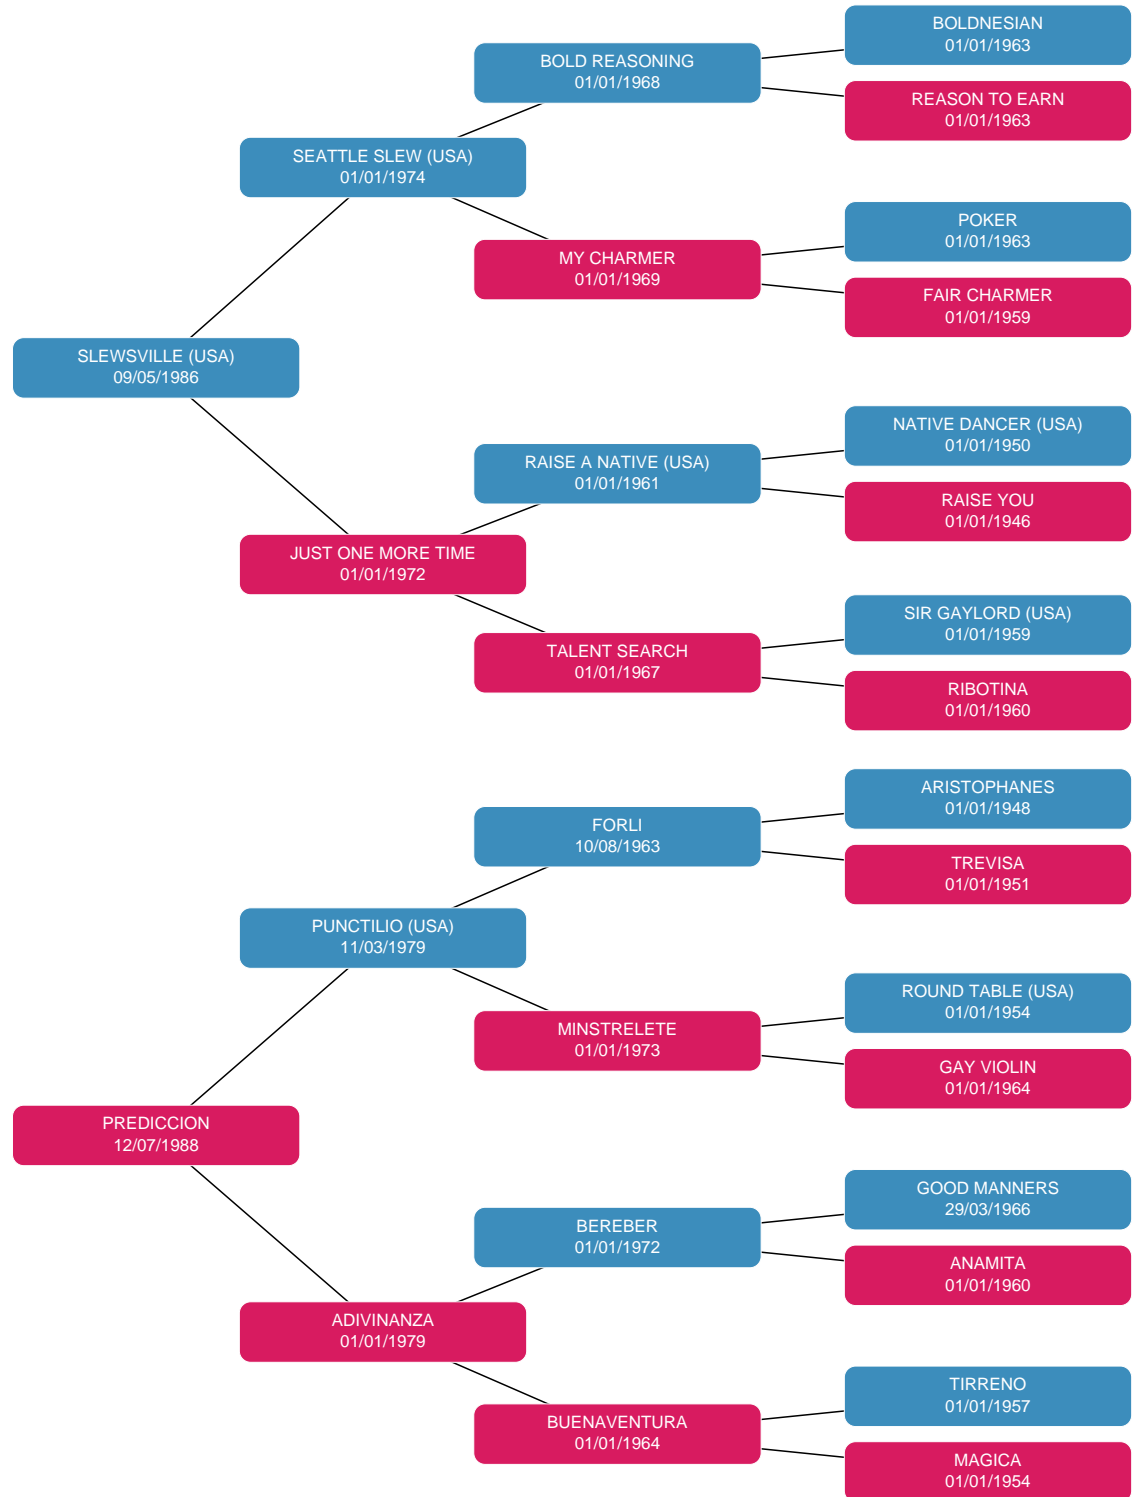 BOLDNESIAN
01/01/1963
BOLD REASONING
01/01/1968
REASON TO EARN
01/01/1963
SEATTLE SLEW (USA)
01/01/1974
POKER
01/01/1963
MY CHARMER
01/01/1969
FAIR CHARMER
01/01/1959
SLEWSVILLE (USA)
09/05/1986
NATIVE DANCER (USA)
01/01/1950
RAISE A NATIVE (USA)
01/01/1961
RAISE YOU
01/01/1946
JUST ONE MORE TIME
01/01/1972
SIR GAYLORD (USA)
01/01/1959
TALENT SEARCH
01/01/1967
RIBOTINA
01/01/1960
ARISTOPHANES
01/01/1948
FORLI
10/08/1963
TREVISA
01/01/1951
PUNCTILIO (USA)
11/03/1979
ROUND TABLE (USA)
01/01/1954
MINSTRELETE
01/01/1973
GAY VIOLIN
01/01/1964
PREDICCION
12/07/1988
GOOD MANNERS
29/03/1966
BEREBER
01/01/1972
ANAMITA
01/01/1960
ADIVINANZA
01/01/1979
TIRRENO
01/01/1957
BUENAVENTURA
01/01/1964
MAGICA
01/01/1954